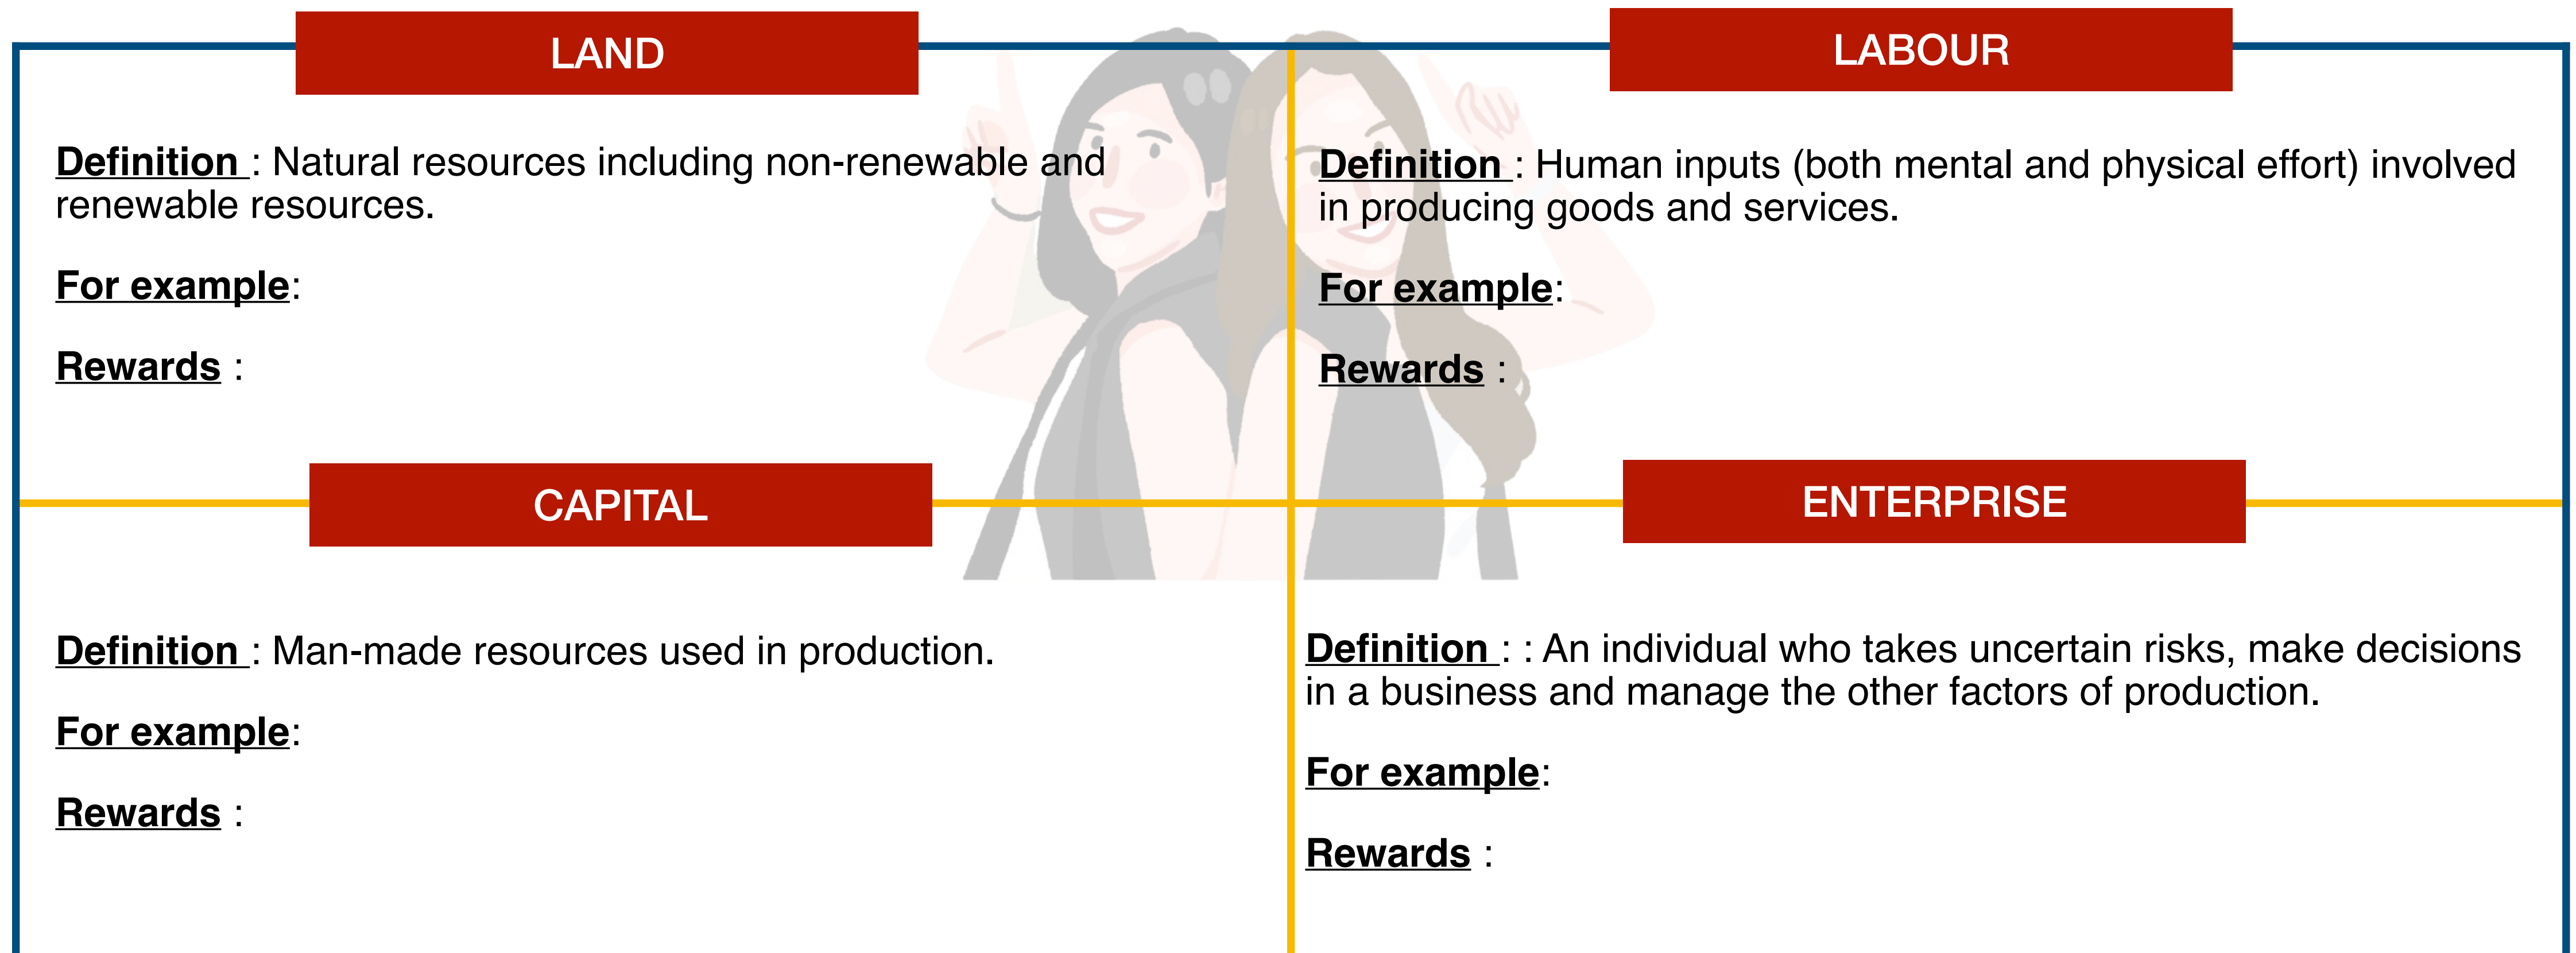 LAND
Definition : Natural resources including non-renewable and
renewable resources.
For example:
Rewards :
LABOUR
Definition : Human inputs (both mental and physical effort) involved
in producing goods and services.
For example:
Rewards :
CAPITAL
Definition : Man-made resources used in production.
For example:
Rewards :
ENTERPRISE
Definition : : An individual who takes uncertain risks, make decisions
in a business and manage the other factors of production.
For example:
Rewards :